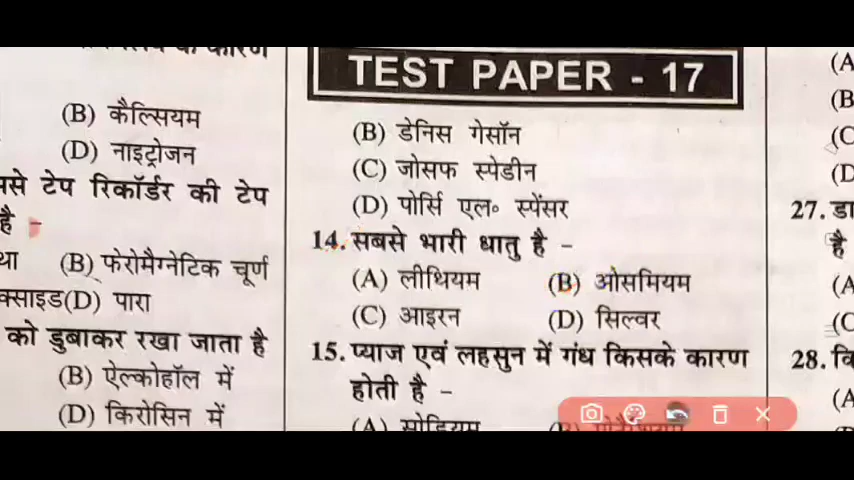 (B) कैल्सियम
(D) नाइट्रोजन
टेप रिकॉर्डर की टेप
है -
(B) फेरोमैग्नेटिक चूर्ण
(D) पारा
को डुबाकर रखा जाता है
(B) ऐल्कोहॉल में
(D) किरोसिन में
TEST PAPER - 17
(B) डेनिस गेसॉन
(C) जोसफ स्पेडीन
(D) पोर्सि एल॰ स्पेंसर
14. सबसे भारी धातु है -
(A) लीथियम (B) ओसमियम
(C) आइरन (D) सिल्वर
15. प्याज एवं लहसुन में गंध किसके कारण
होती है -
(A) सोडियम (B)
27.
है
28.